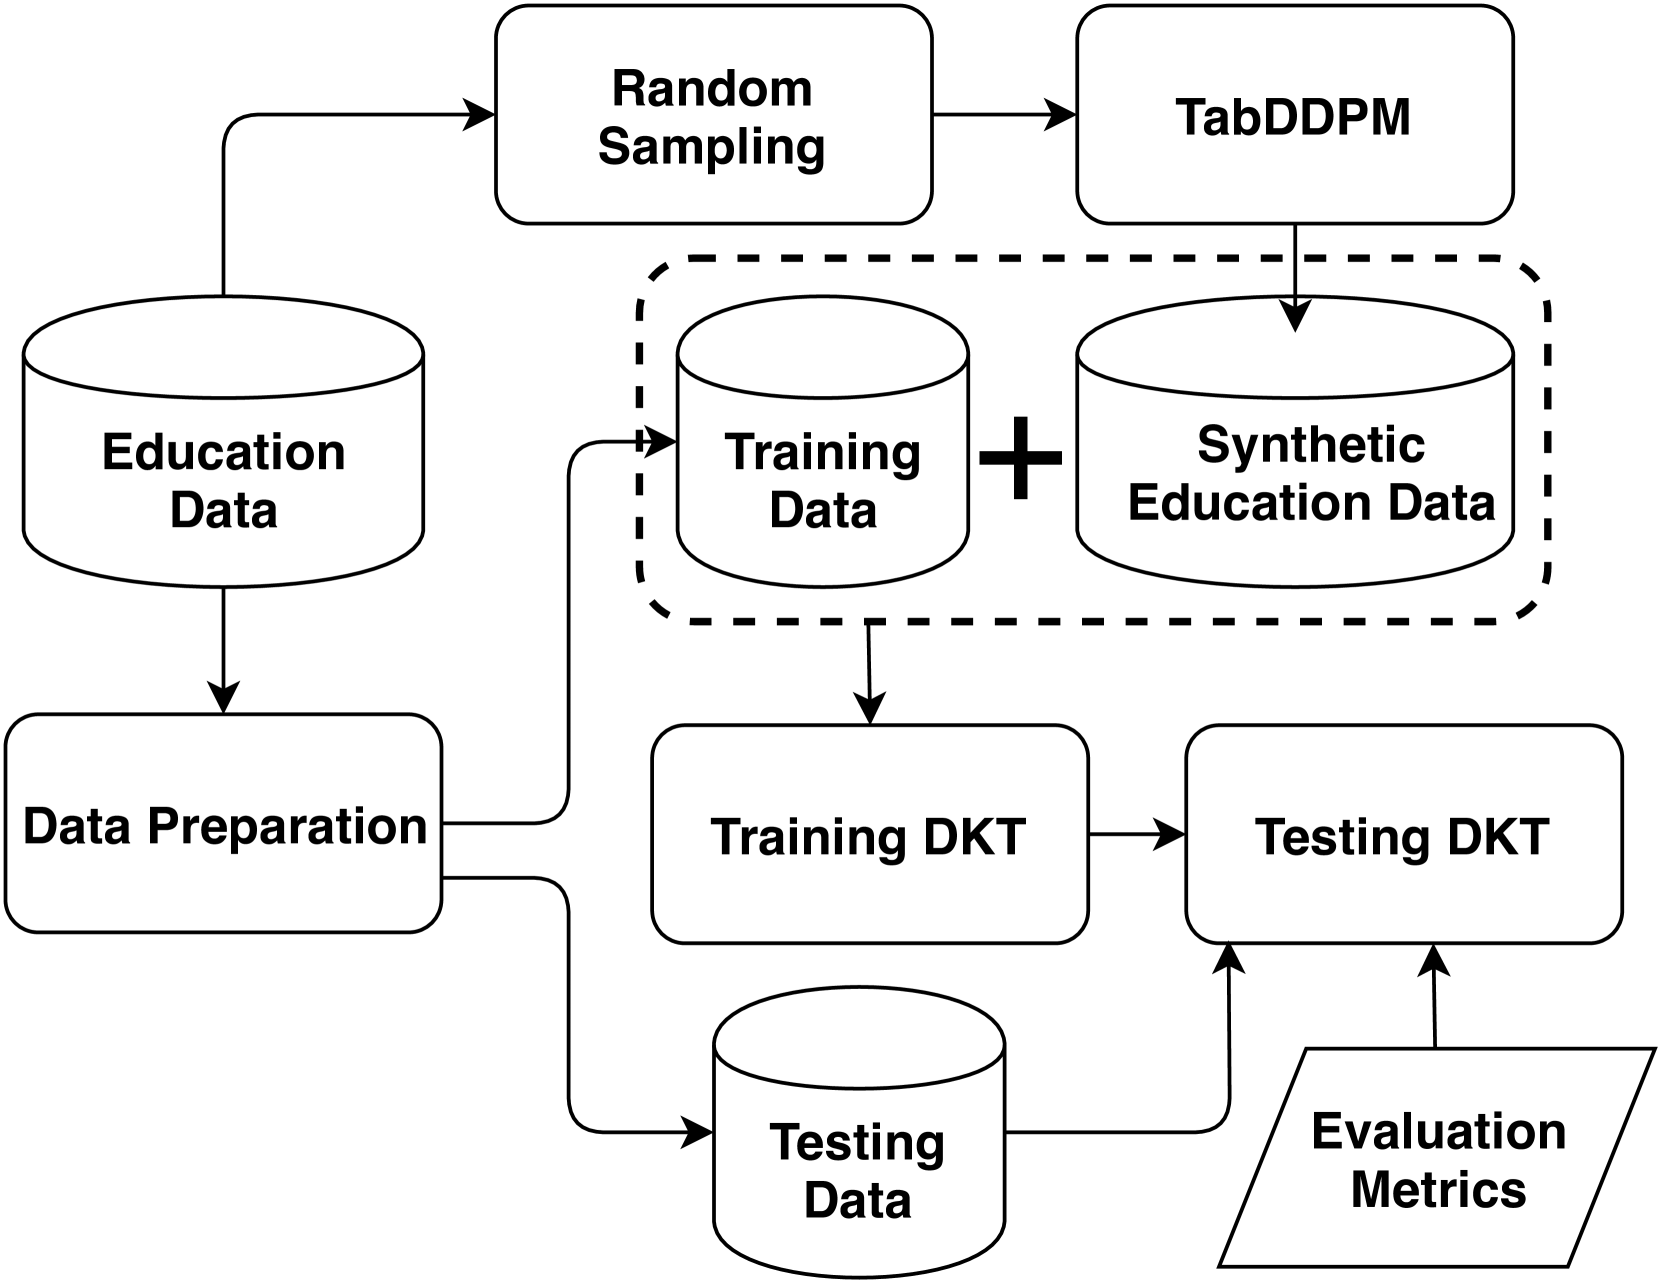 Random
Sampling
TabDDPM
Education
Data
Training
Data
+
Synthetic
Education Data
Data Preparation
Training DKT
Testing DKT
Testing
Data
Evaluation
Metrics